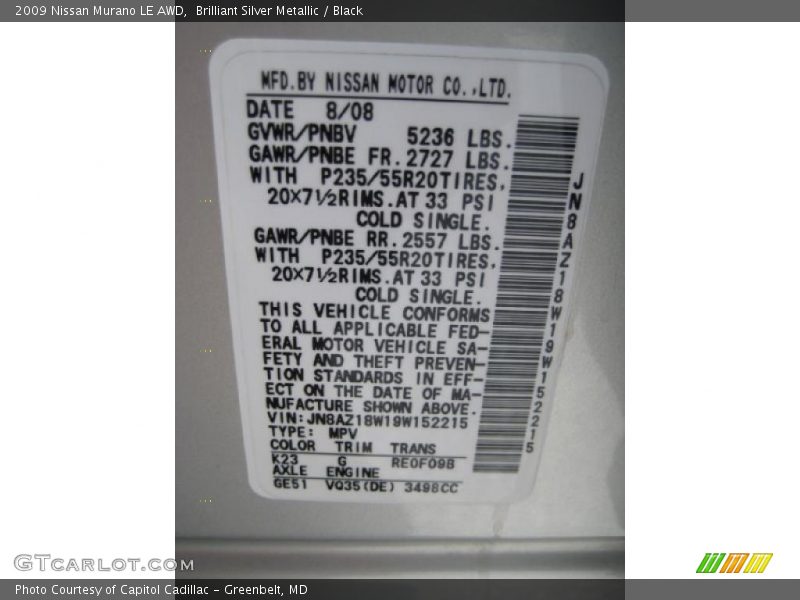 2009 Nissan Murano LE AWD,  Brilliant Silver Metallic / Black
MFD.BY NISSAN MOTOR CO.,LTD.
DATE 8/08
GVWR/PNBV 5236 LBS.
GAWR/PNBE FR.2727 LBS.
WITH P235/55R20TIRES,
20×7½RIMS.AT 33 PSI
COLD SINGLE.
GAWR/PNBE RR.2557 LBS.
WITH P235/55R20TIRES,
20×7½RIMS.AT 33 PSI
COLD SINGLE.
THIS VEHICLE CONFORMS
TO ALL APPLICABLE FED-
ERAL MOTOR VEHICLE SA-
FETY AND THEFT PREVEN-
TION STANDARDS IN EFF-
ECT ON THE DATE OF MA-
NUFACTURE SHOWN ABOVE.
VIN:JN8AZ18W19W152215
TYPE: MPV
COLOR TRIM TRANS
K23 G RE0F09B
AXLE ENGINE
GE51 VQ35(DE) 3498CC
JN8AZ18W19W152215
GTCARLOT.COM
Photo Courtesy of Capitol Cadillac - Greenbelt, MD